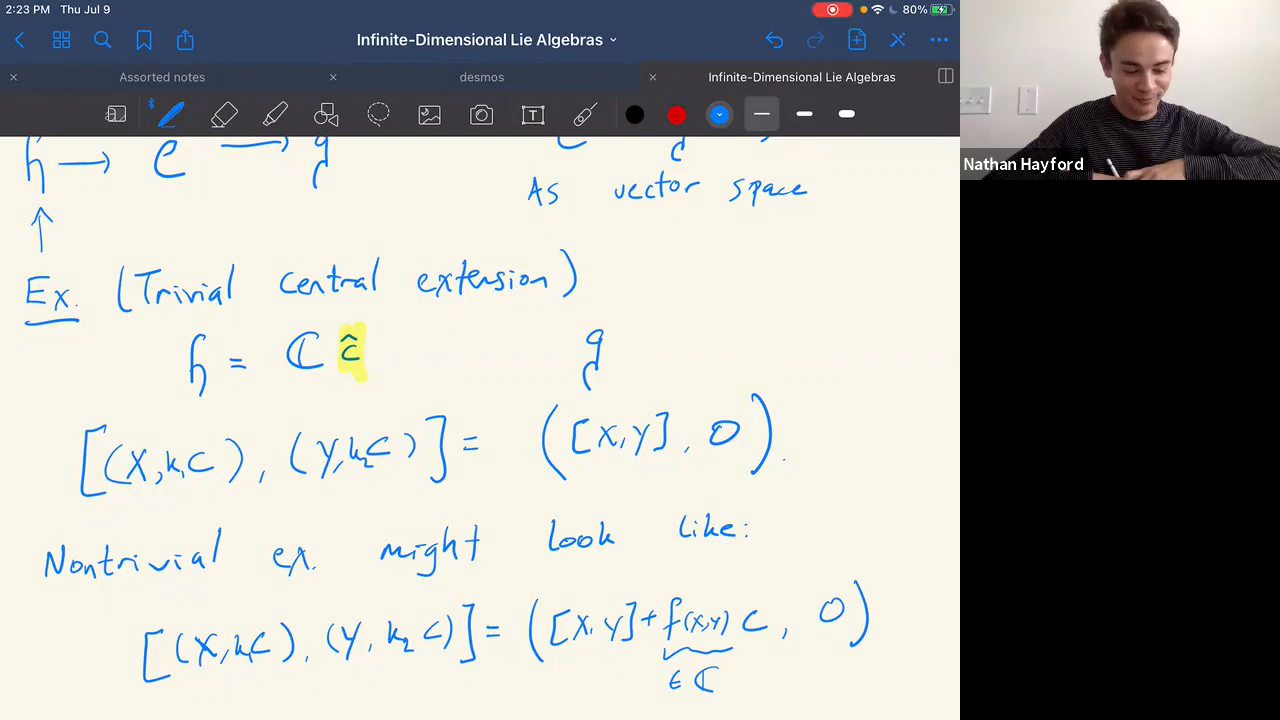 2:23 PM Thu Jul 9
80%
Infinite-Dimensional Lie Algebras
Assorted notes
desmos
Infinite-Dimensional Lie Algebras
Nathan Hayford
h → e → g
As vector space
↑
Ex. (Trivial central extension)
h = ℂ ĉ g
[(X, k₁C), (Y, k₂C)] = ([X,Y], 0).
Nontrivial ex. might look like:
[(X, k₁C), (Y, k₂C)] = ([X,Y] + f(X,Y) C, 0)
∈ ℂ